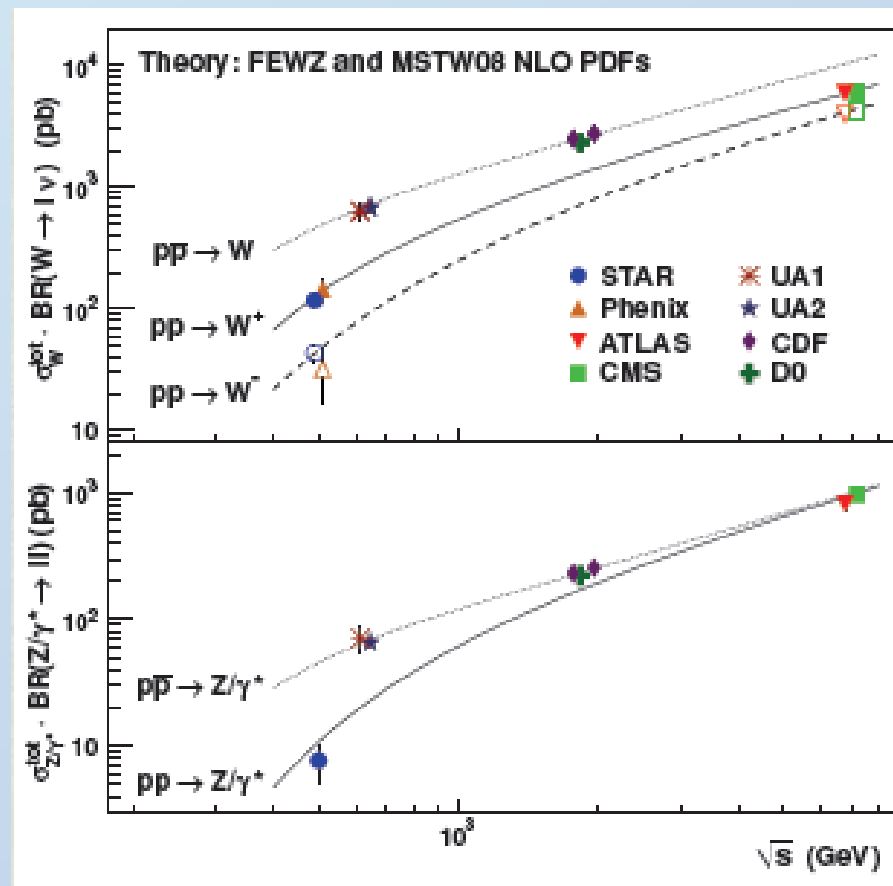 Theory: FEWZ and MSTW08 NLO PDFs
σ_W^tot · BR(W → l ν) (pb)
10⁴
10³
10²
10
pp̅ → W
pp → W⁺
pp → W⁻
STAR
UA1
Phenix
UA2
ATLAS
CDF
CMS
D0
σ_Z/γ*^tot · BR(Z/γ* → ll) (pb)
10³
10²
10
pp̅ → Z/γ*
pp → Z/γ*
10³
√s (GeV)